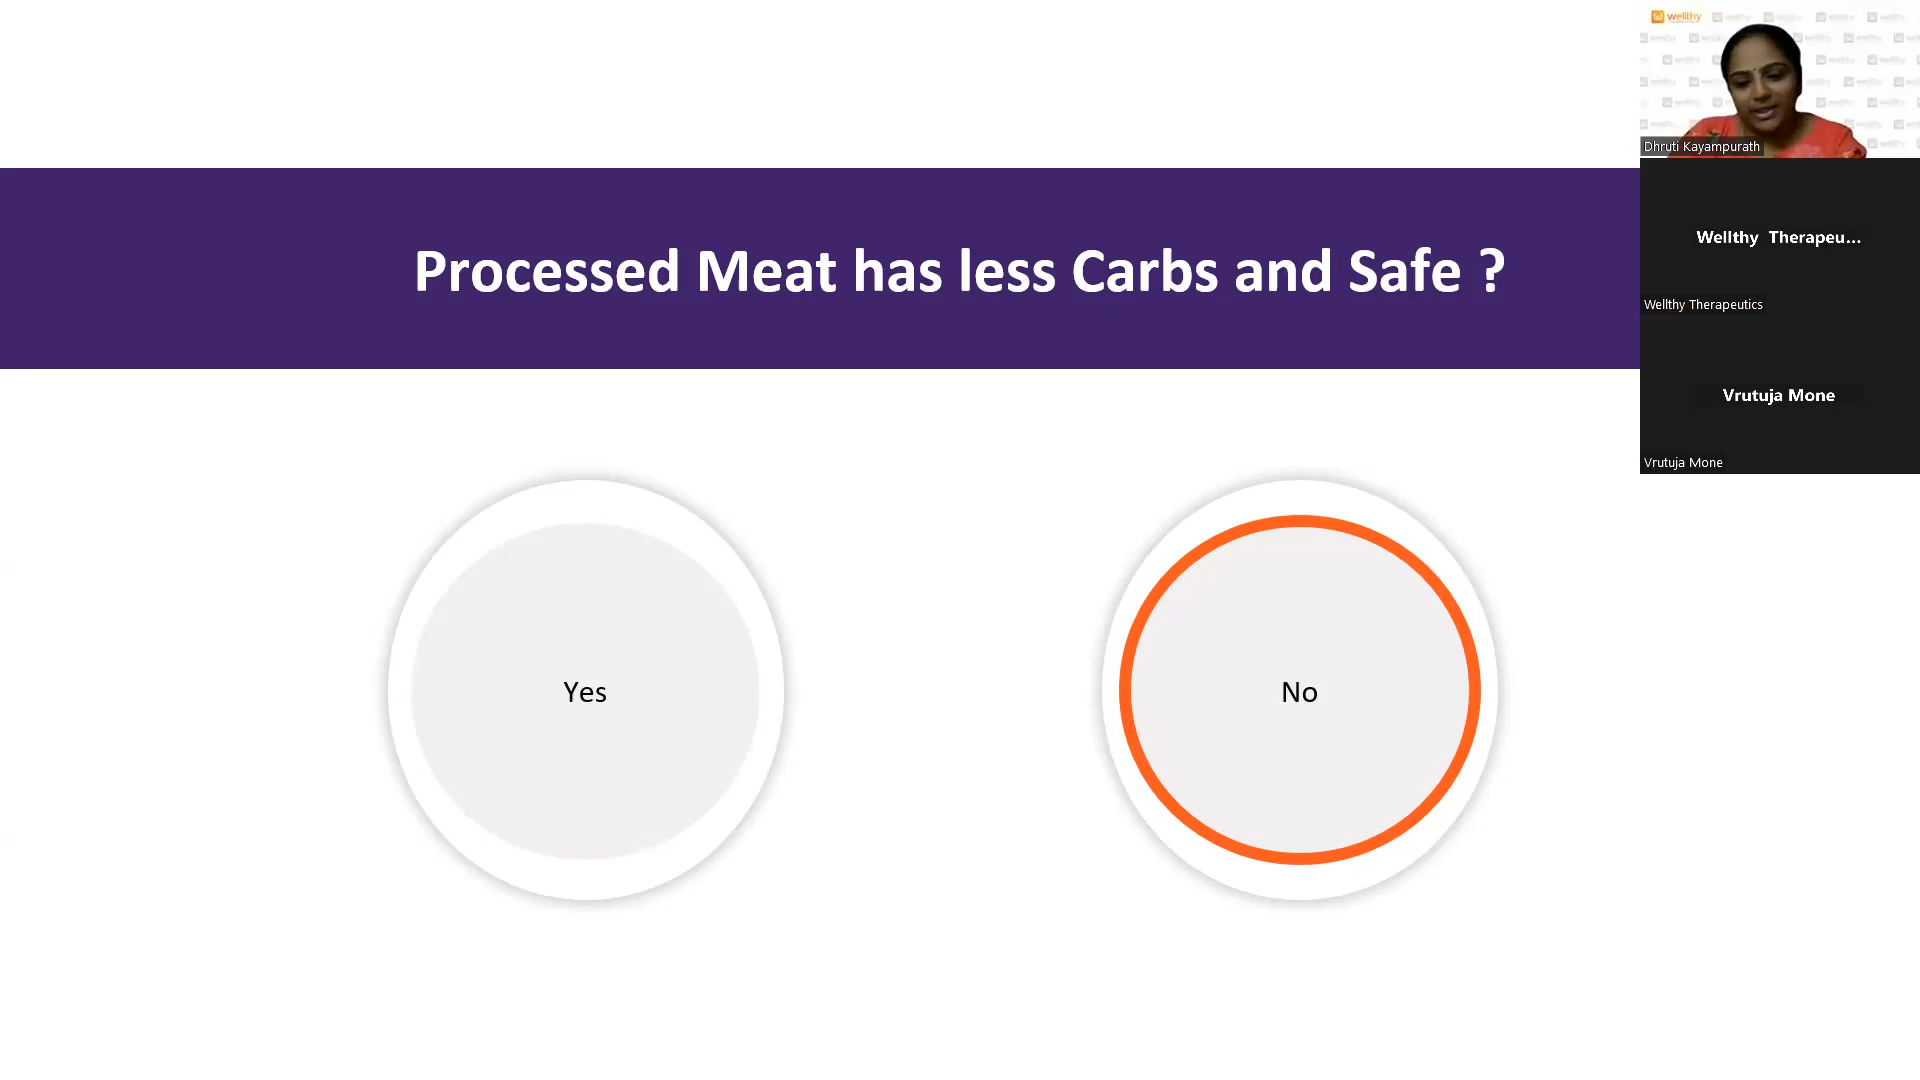 wellthy
Dhruti Kayampurath
Processed Meat has less Carbs and Safe ?
Wellthy Therapeu...
Wellthy Therapeutics
Vrutuja Mone
Vrutuja Mone
Yes
No